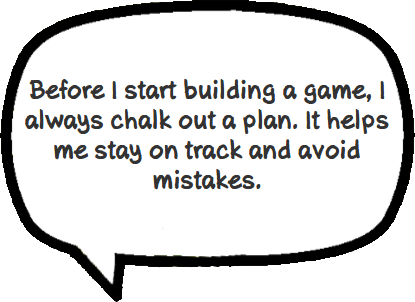 Before I start building a game, I
always chalk out a plan. It helps
me stay on track and avoid
mistakes.